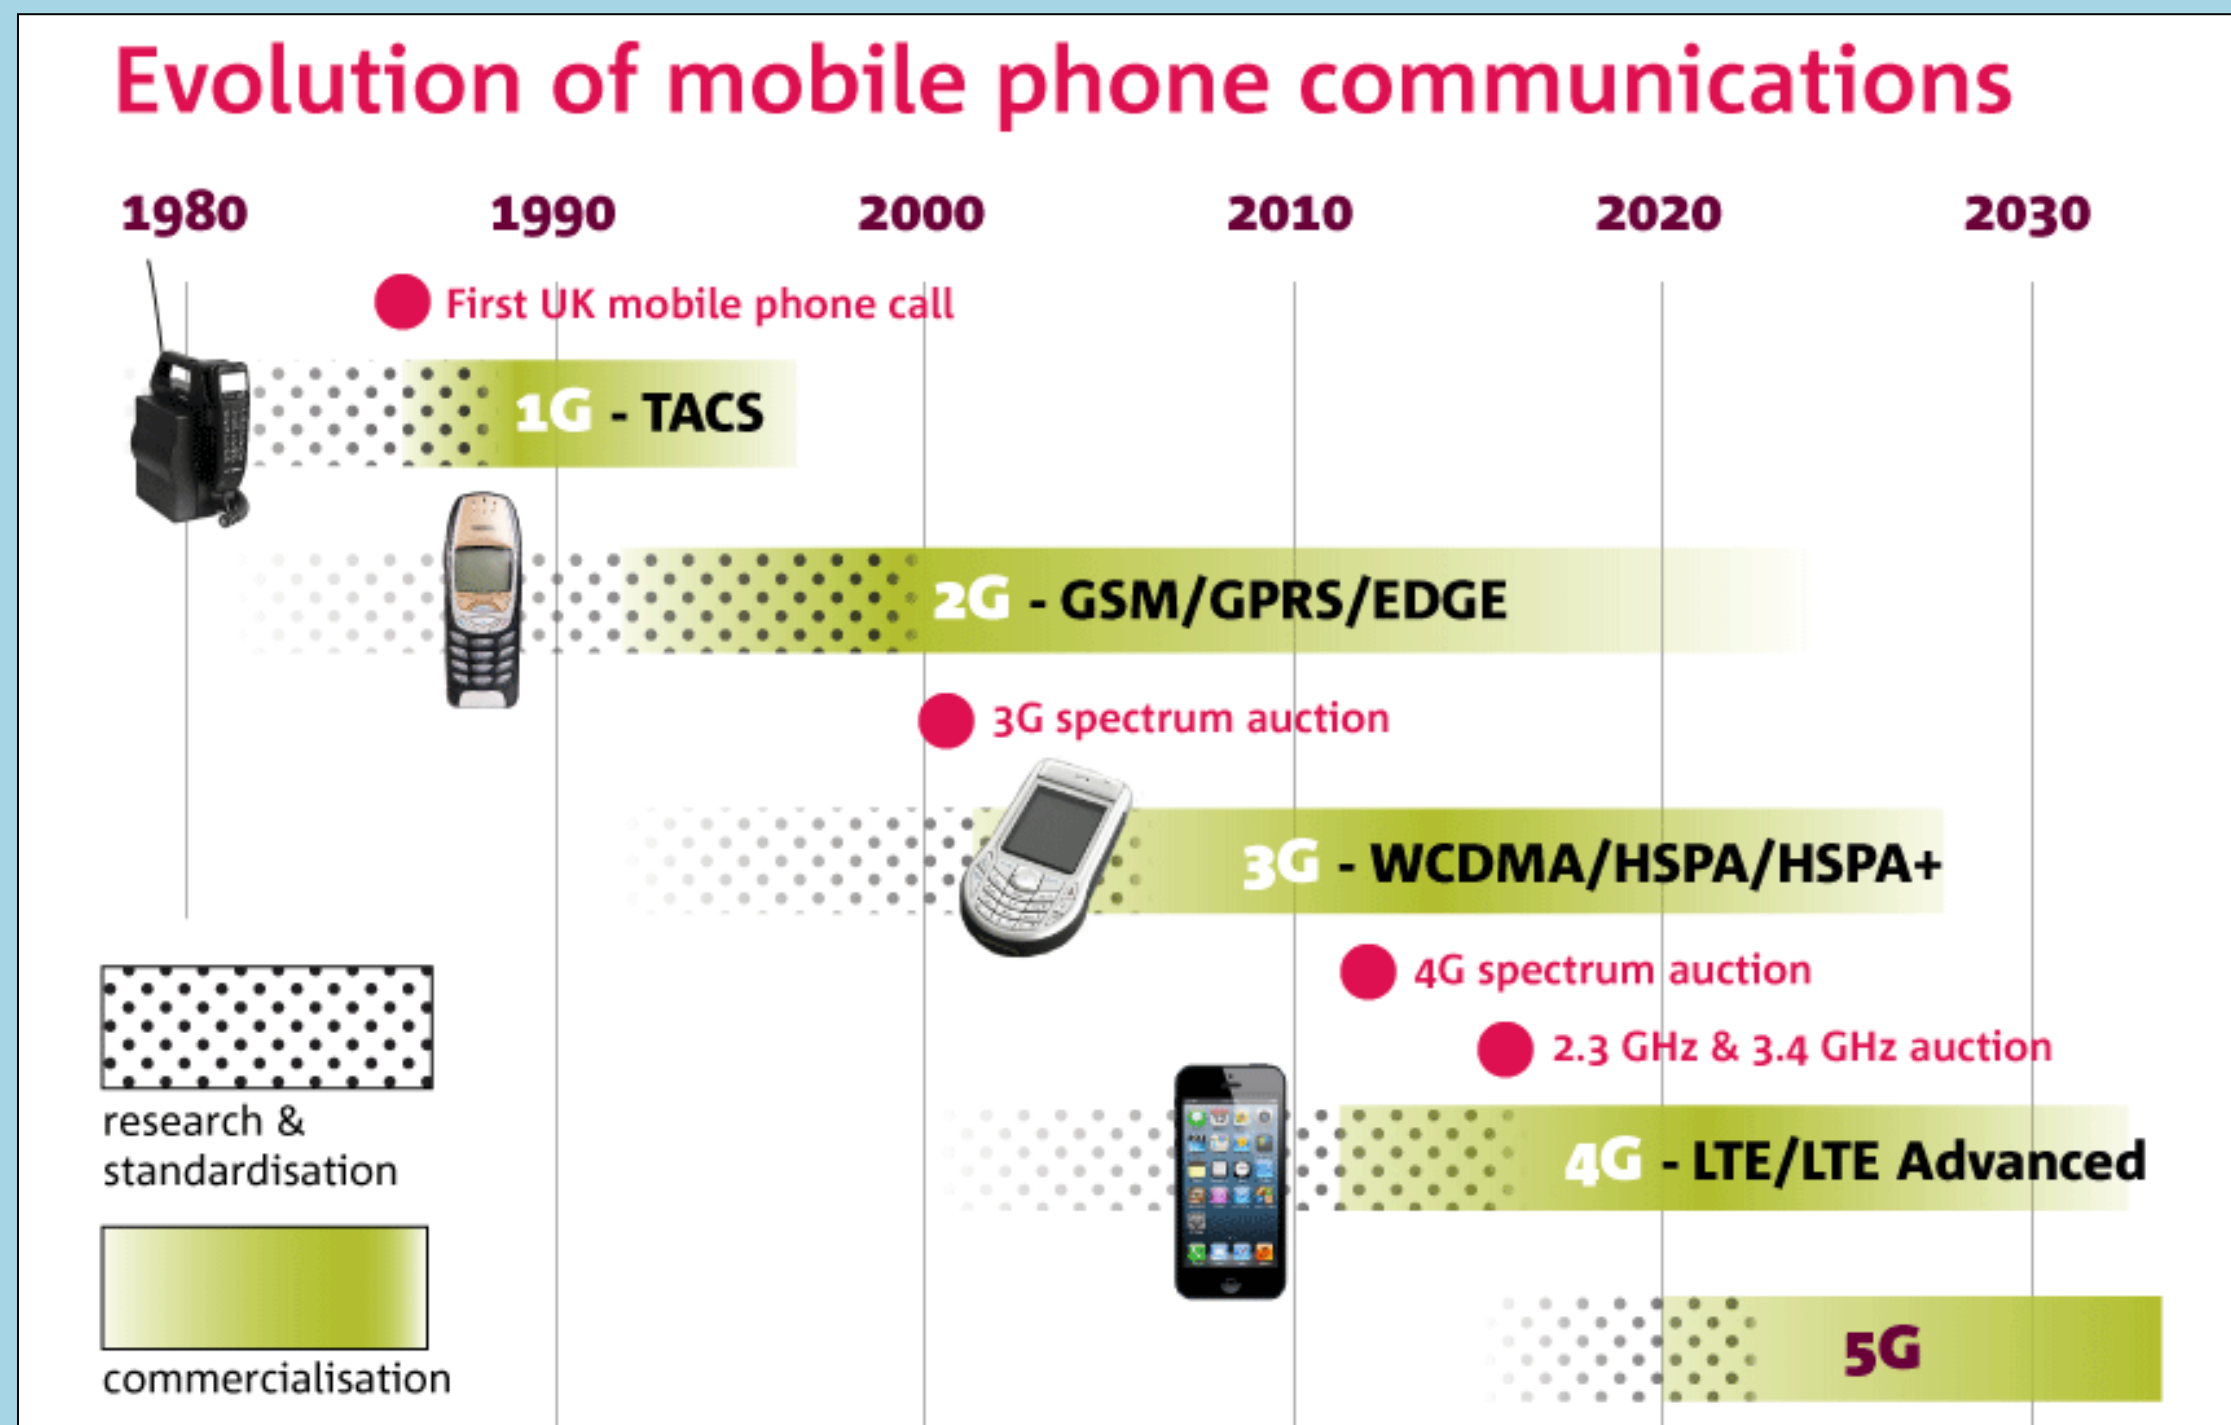 Evolution of mobile phone communications
1980 1990 2000 2010 2020 2030
First UK mobile phone call
1G - TACS
2G - GSM/GPRS/EDGE
3G spectrum auction
3G - WCDMA/HSPA/HSPA+
4G spectrum auction
2.3 GHz & 3.4 GHz auction
4G - LTE/LTE Advanced
5G
research &
standardisation
commercialisation